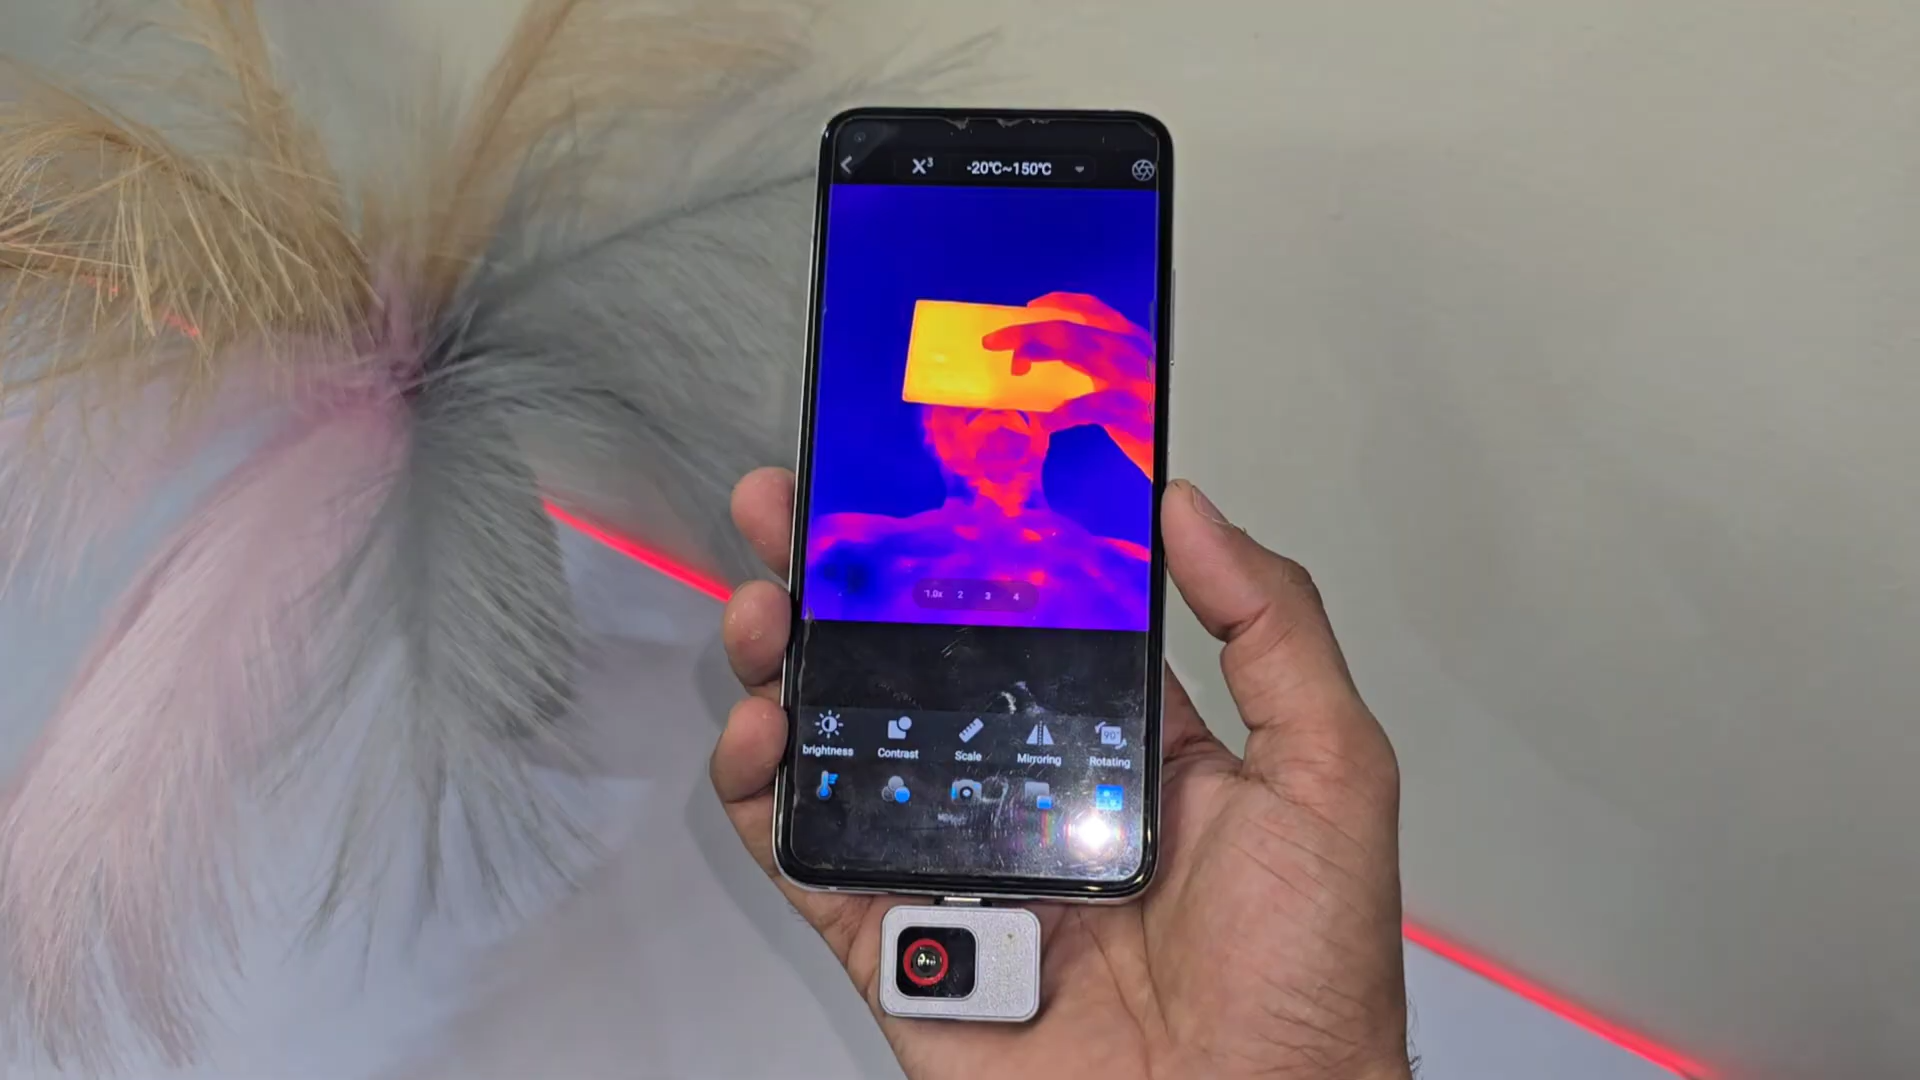 X³ -20℃~150℃
1.0x 2 3 4
90°
brightness Contrast Scale Mirroring Rotating